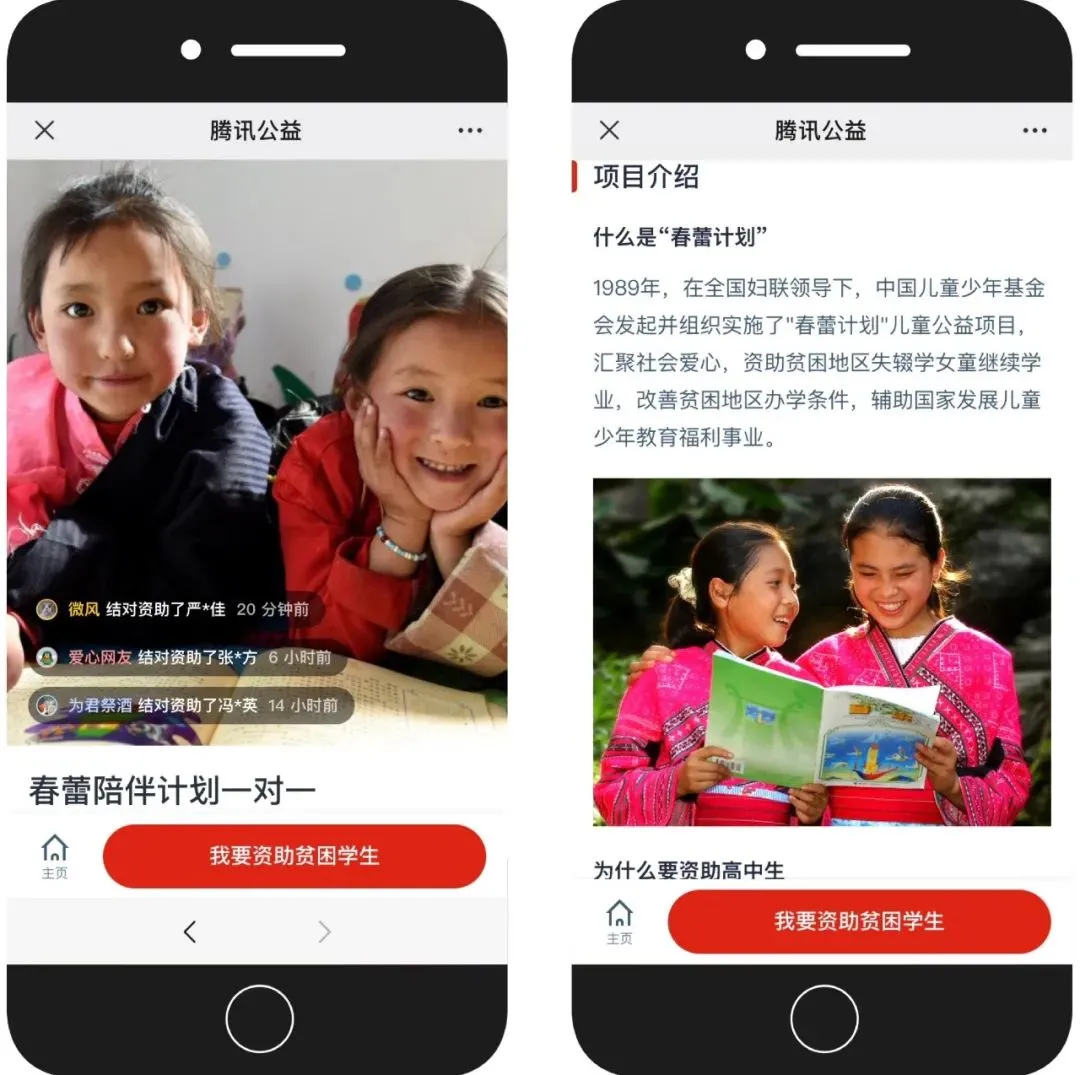 腾讯公益
微风 结对资助了严*佳 20 分钟前
爱心网友 结对资助了张*方 6 小时前
为君祭酒 结对资助了冯*英 14 小时前
春蕾陪伴计划一对一
主页
我要资助贫困学生
腾讯公益
项目介绍
什么是“春蕾计划”
1989年，在全国妇联领导下，中国儿童少年基金
会发起并组织实施了"春蕾计划"儿童公益项目，
汇聚社会爱心，资助贫困地区失辍学女童继续学
业，改善贫困地区办学条件，辅助国家发展儿童
少年教育福利事业。
为什么要资助高中生
主页
我要资助贫困学生